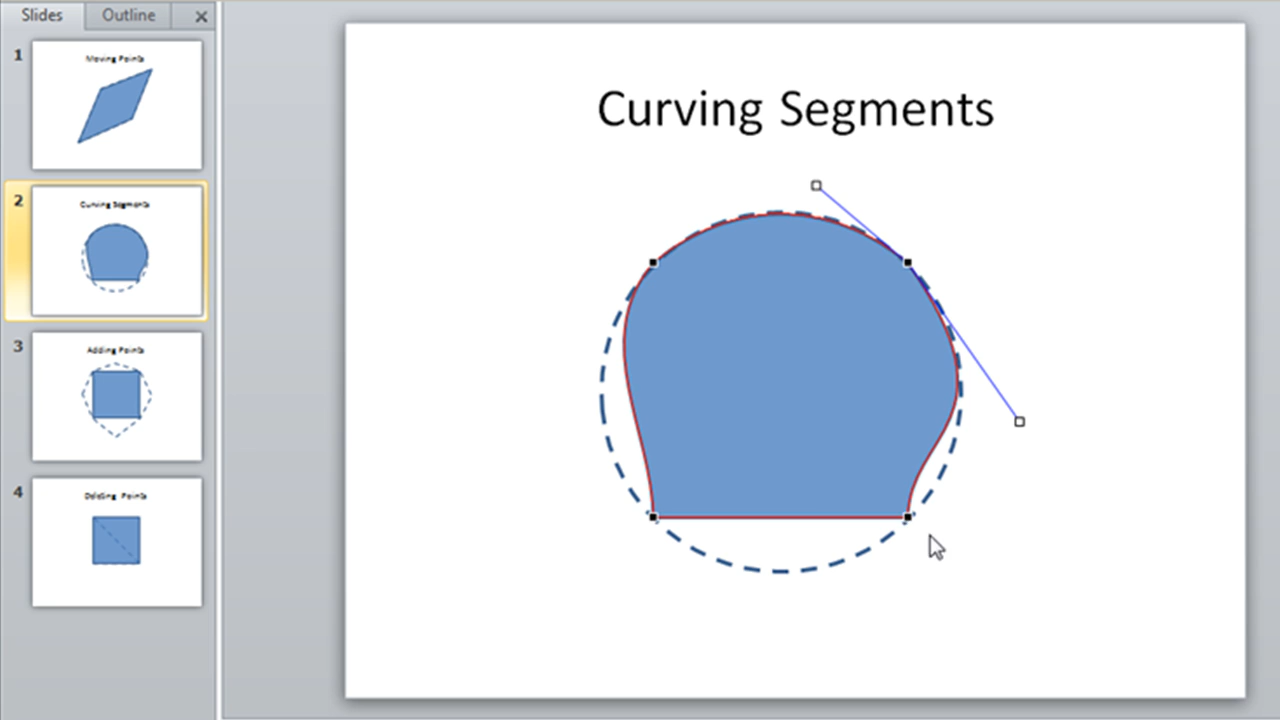 Slides Outline
1
Moving Points
2
Curving Segments
3
Adding Points
4
Deleting Points
Curving Segments